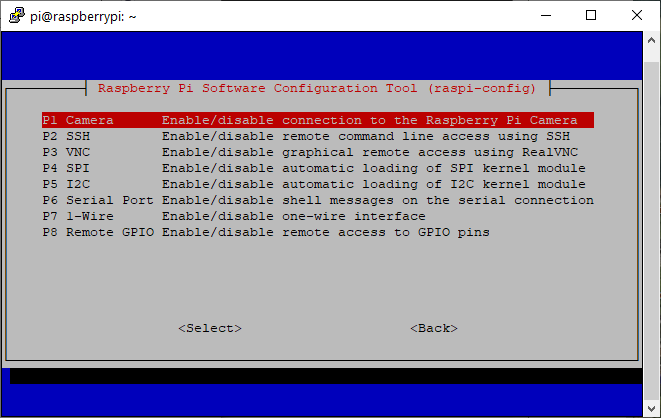 pi@raspberrypi: ~
Raspberry Pi Software Configuration Tool (raspi-config)
P1 Camera Enable/disable connection to the Raspberry Pi Camera
P2 SSH Enable/disable remote command line access using SSH
P3 VNC Enable/disable graphical remote access using RealVNC
P4 SPI Enable/disable automatic loading of SPI kernel module
P5 I2C Enable/disable automatic loading of I2C kernel module
P6 Serial Port Enable/disable shell messages on the serial connection
P7 1-Wire Enable/disable one-wire interface
P8 Remote GPIO Enable/disable remote access to GPIO pins
<Select> <Back>